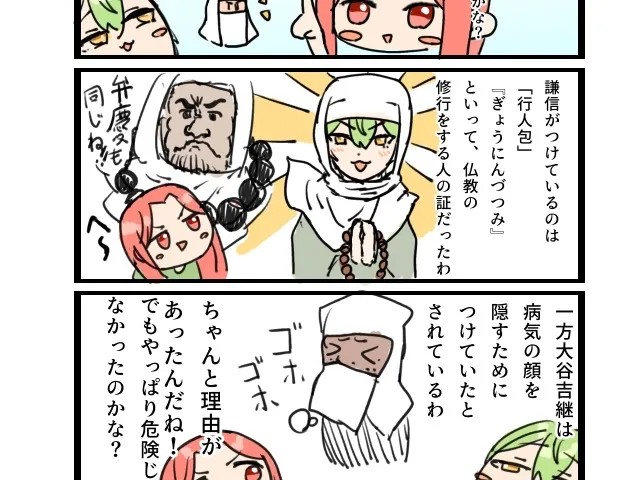 かな？
謙信がつけているのは
「行人包」
『ぎょうにんづつみ』
といって、仏教の
修行をする人の証だったわ
弁慶も
同じね！
へ〜
一方大谷吉継は
病気の顔を
隠すために
つけていたと
されているわ
ゴホ
ゴホ
ちゃんと理由が
あったんだね！
でもやっぱり危険じ
なかったのかな？